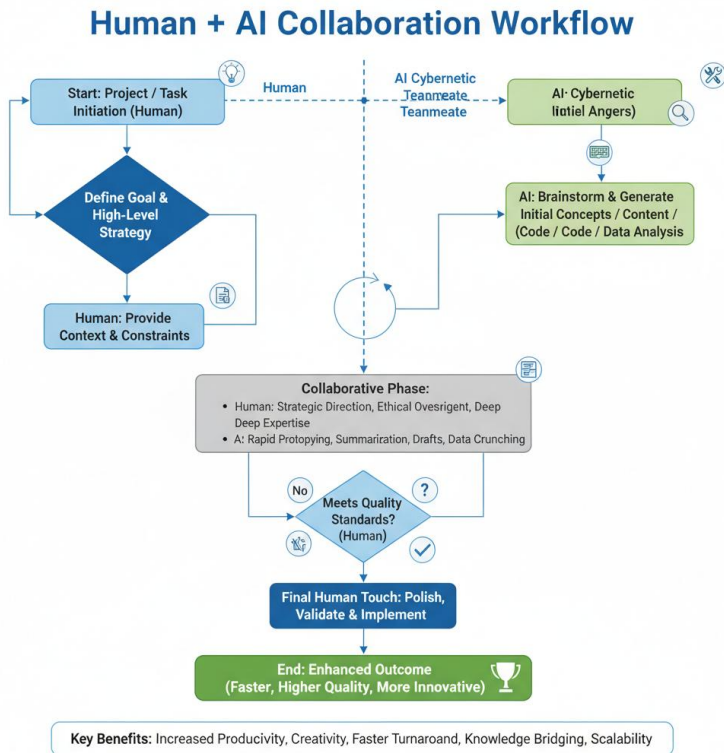 Human + AI Collaboration Workflow
Start: Project / Task
Initiation (Human)
Human
AI Cybernetic
Teanmeate
Teanmeate
AI· Cybernetic
Angers)
Define Goal &
High-Level
Strategy
AI: Brainstorm & Generate
Initial Concepts / Content /
(Code / Code / Data Analysis
Human: Provide
Context & Constraints
Collaborative Phase:
• Human: Strategic Direction, Ethical Ovesrigent, Deep
Deep Expertise
• A: Rapid Protopying, Summarization, Drafts, Data Crunching
No
?
Meets Quality
Standards?
(Human)
Final Human Touch: Polish,
Validate & Implement
End: Enhanced Outcome
(Faster, Higher Quality, More Innovative)
Key Benefits: Increased Producivity, Creativity, Faster Turnaroand, Knowledge Bridging, Scalability